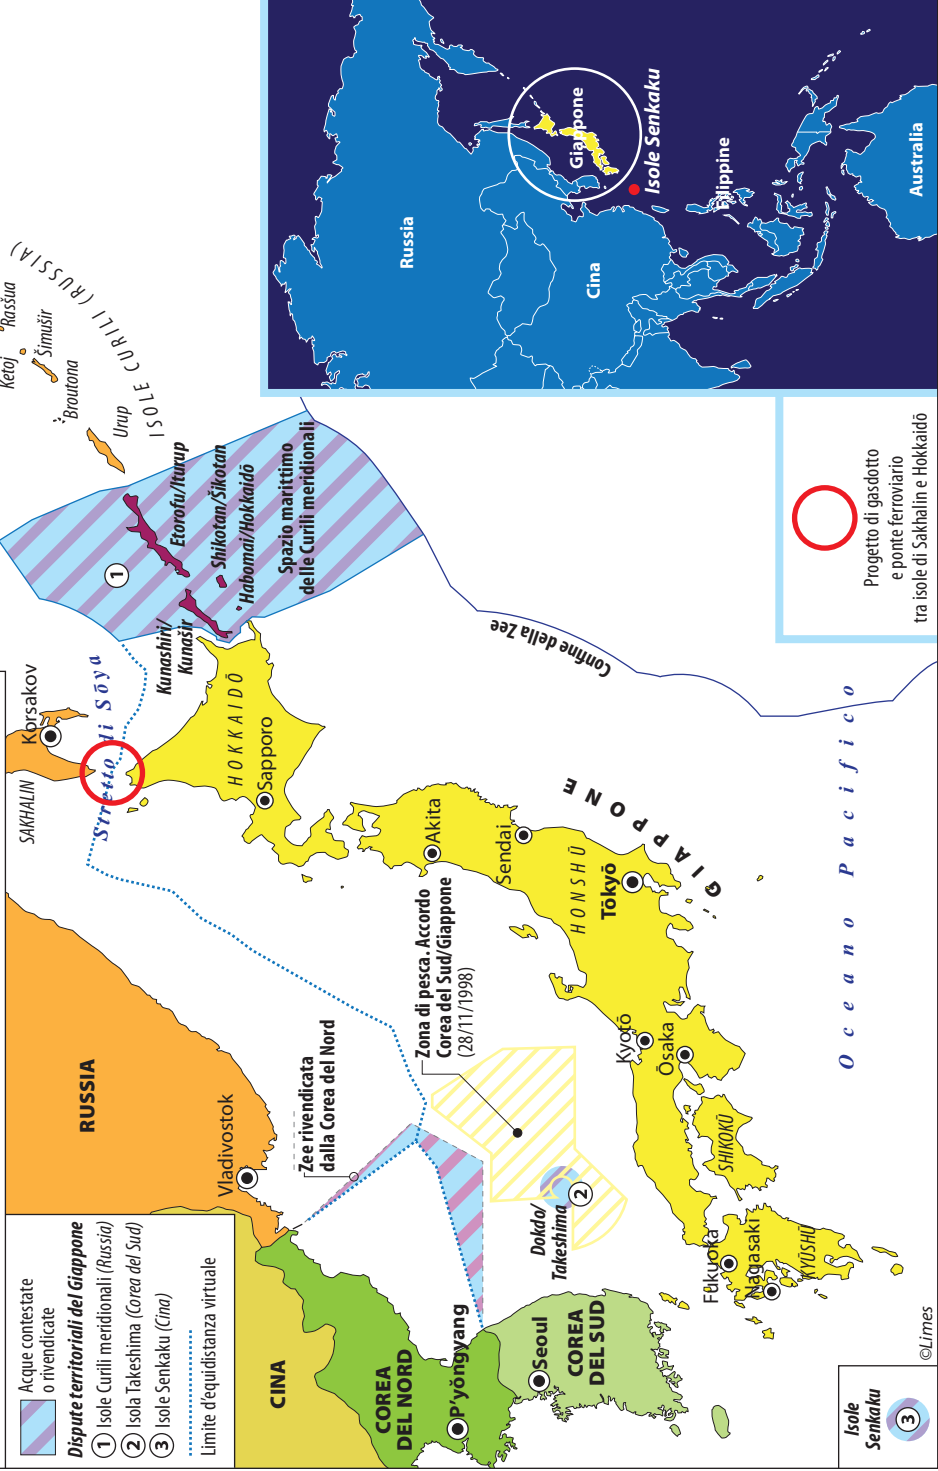 Acque contestate
o rivendicate
Dispute territoriali del Giappone
1 Isole Curili meridionali (Russia)
2 Isola Takeshima (Corea del Sud)
3 Isole Senkaku (Cina)
Limite d'equidistanza virtuale
RUSSIA
Vladivostok
SAKHALIN
Korsakov
Stretto di Sōya
Ketoj
Rasšua
Šimušir
Broutona
Urup
ISOLE CURILI (RUSSIA)
1
Etorofu/Iturup
Shikotan/Šikotan
Habomai/Hokkaidō
Kunashiri/
Kunašir
Spazio marittimo
delle Curili meridionali
HOKKAIDŌ
Sapporo
Confine della Zee
CINA
COREA
DEL NORD
P'yŏngyang
Seoul
COREA
DEL SUD
Zee rivendicata
dalla Corea del Nord
Zona di pesca. Accordo
Corea del Sud/Giappone
(28/11/1998)
Dokdo/
Takeshima
2
Akita
Sendai
HONSHŪ
Tōkyō
GIAPPONE
Kyotō
Ōsaka
SHIKOKŪ
Fukuoka
Nagasaki
KYŪSHŪ
Oceano Pacifico
Isole
Senkaku
3
©Limes
Russia
Cina
Giappone
Isole Senkaku
Filippine
Australia
Progetto di gasdotto
e ponte ferroviario
tra isole di Sakhalin e Hokkaidō